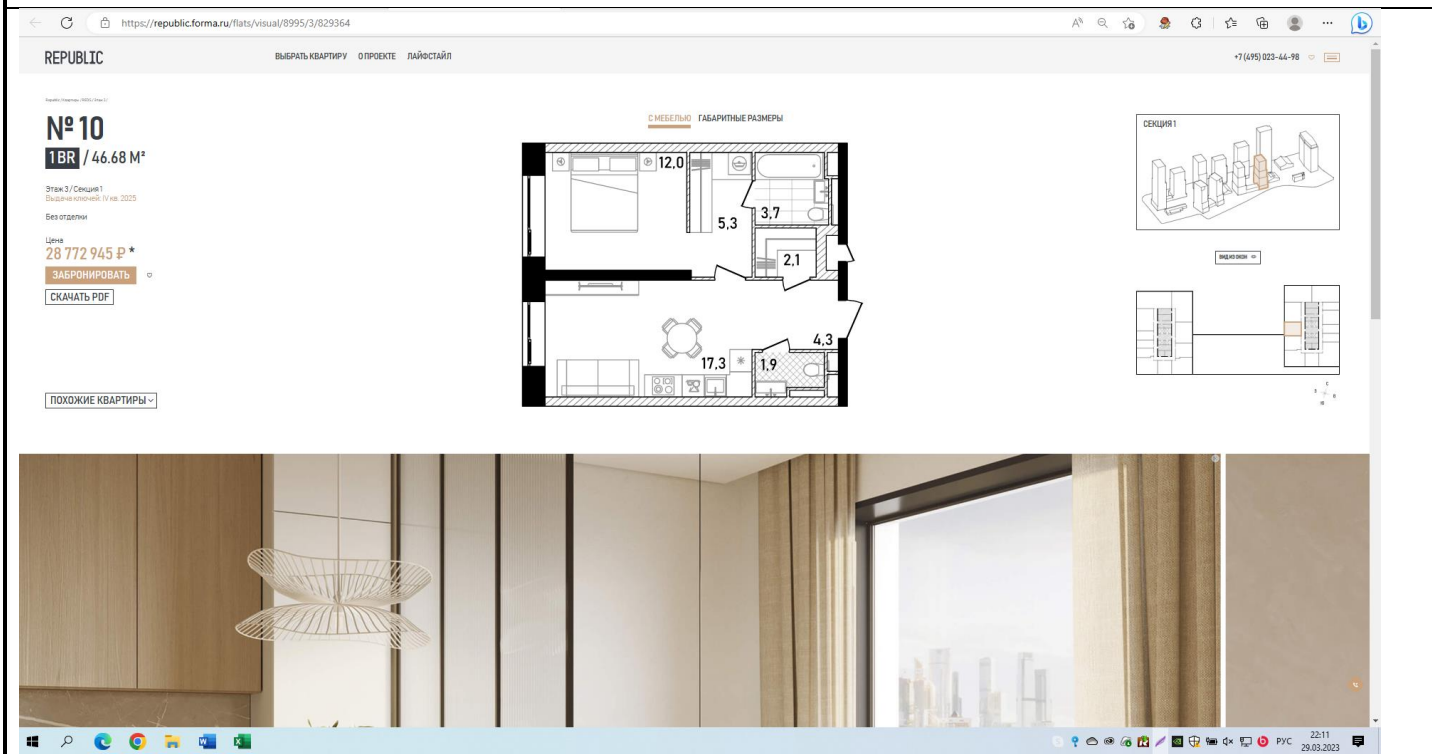 https://republic.forma.ru/flats/visual/8995/3/829364
REPUBLIC
ВЫБРАТЬ КВАРТИРУ О ПРОЕКТЕ ЛАЙФСТАЙЛ
+7 (495) 023-44-98
№ 10
1 BR / 46.68 М²
Этаж 3 / Секция 1
Выдача ключей: IV кв. 2025
Без отделки
Цена
28 772 945 ₽ *
ЗАБРОНИРОВАТЬ
СКАЧАТЬ PDF
ПОХОЖИЕ КВАРТИРЫ
С МЕБЕЛЬЮ ГАБАРИТНЫЕ РАЗМЕРЫ
12,0
5,3
3,7
2,1
4,3
17,3
1,9
СЕКЦИЯ 1
ВИД ИЗ ОКОН
РУС
22:11
29.03.2023